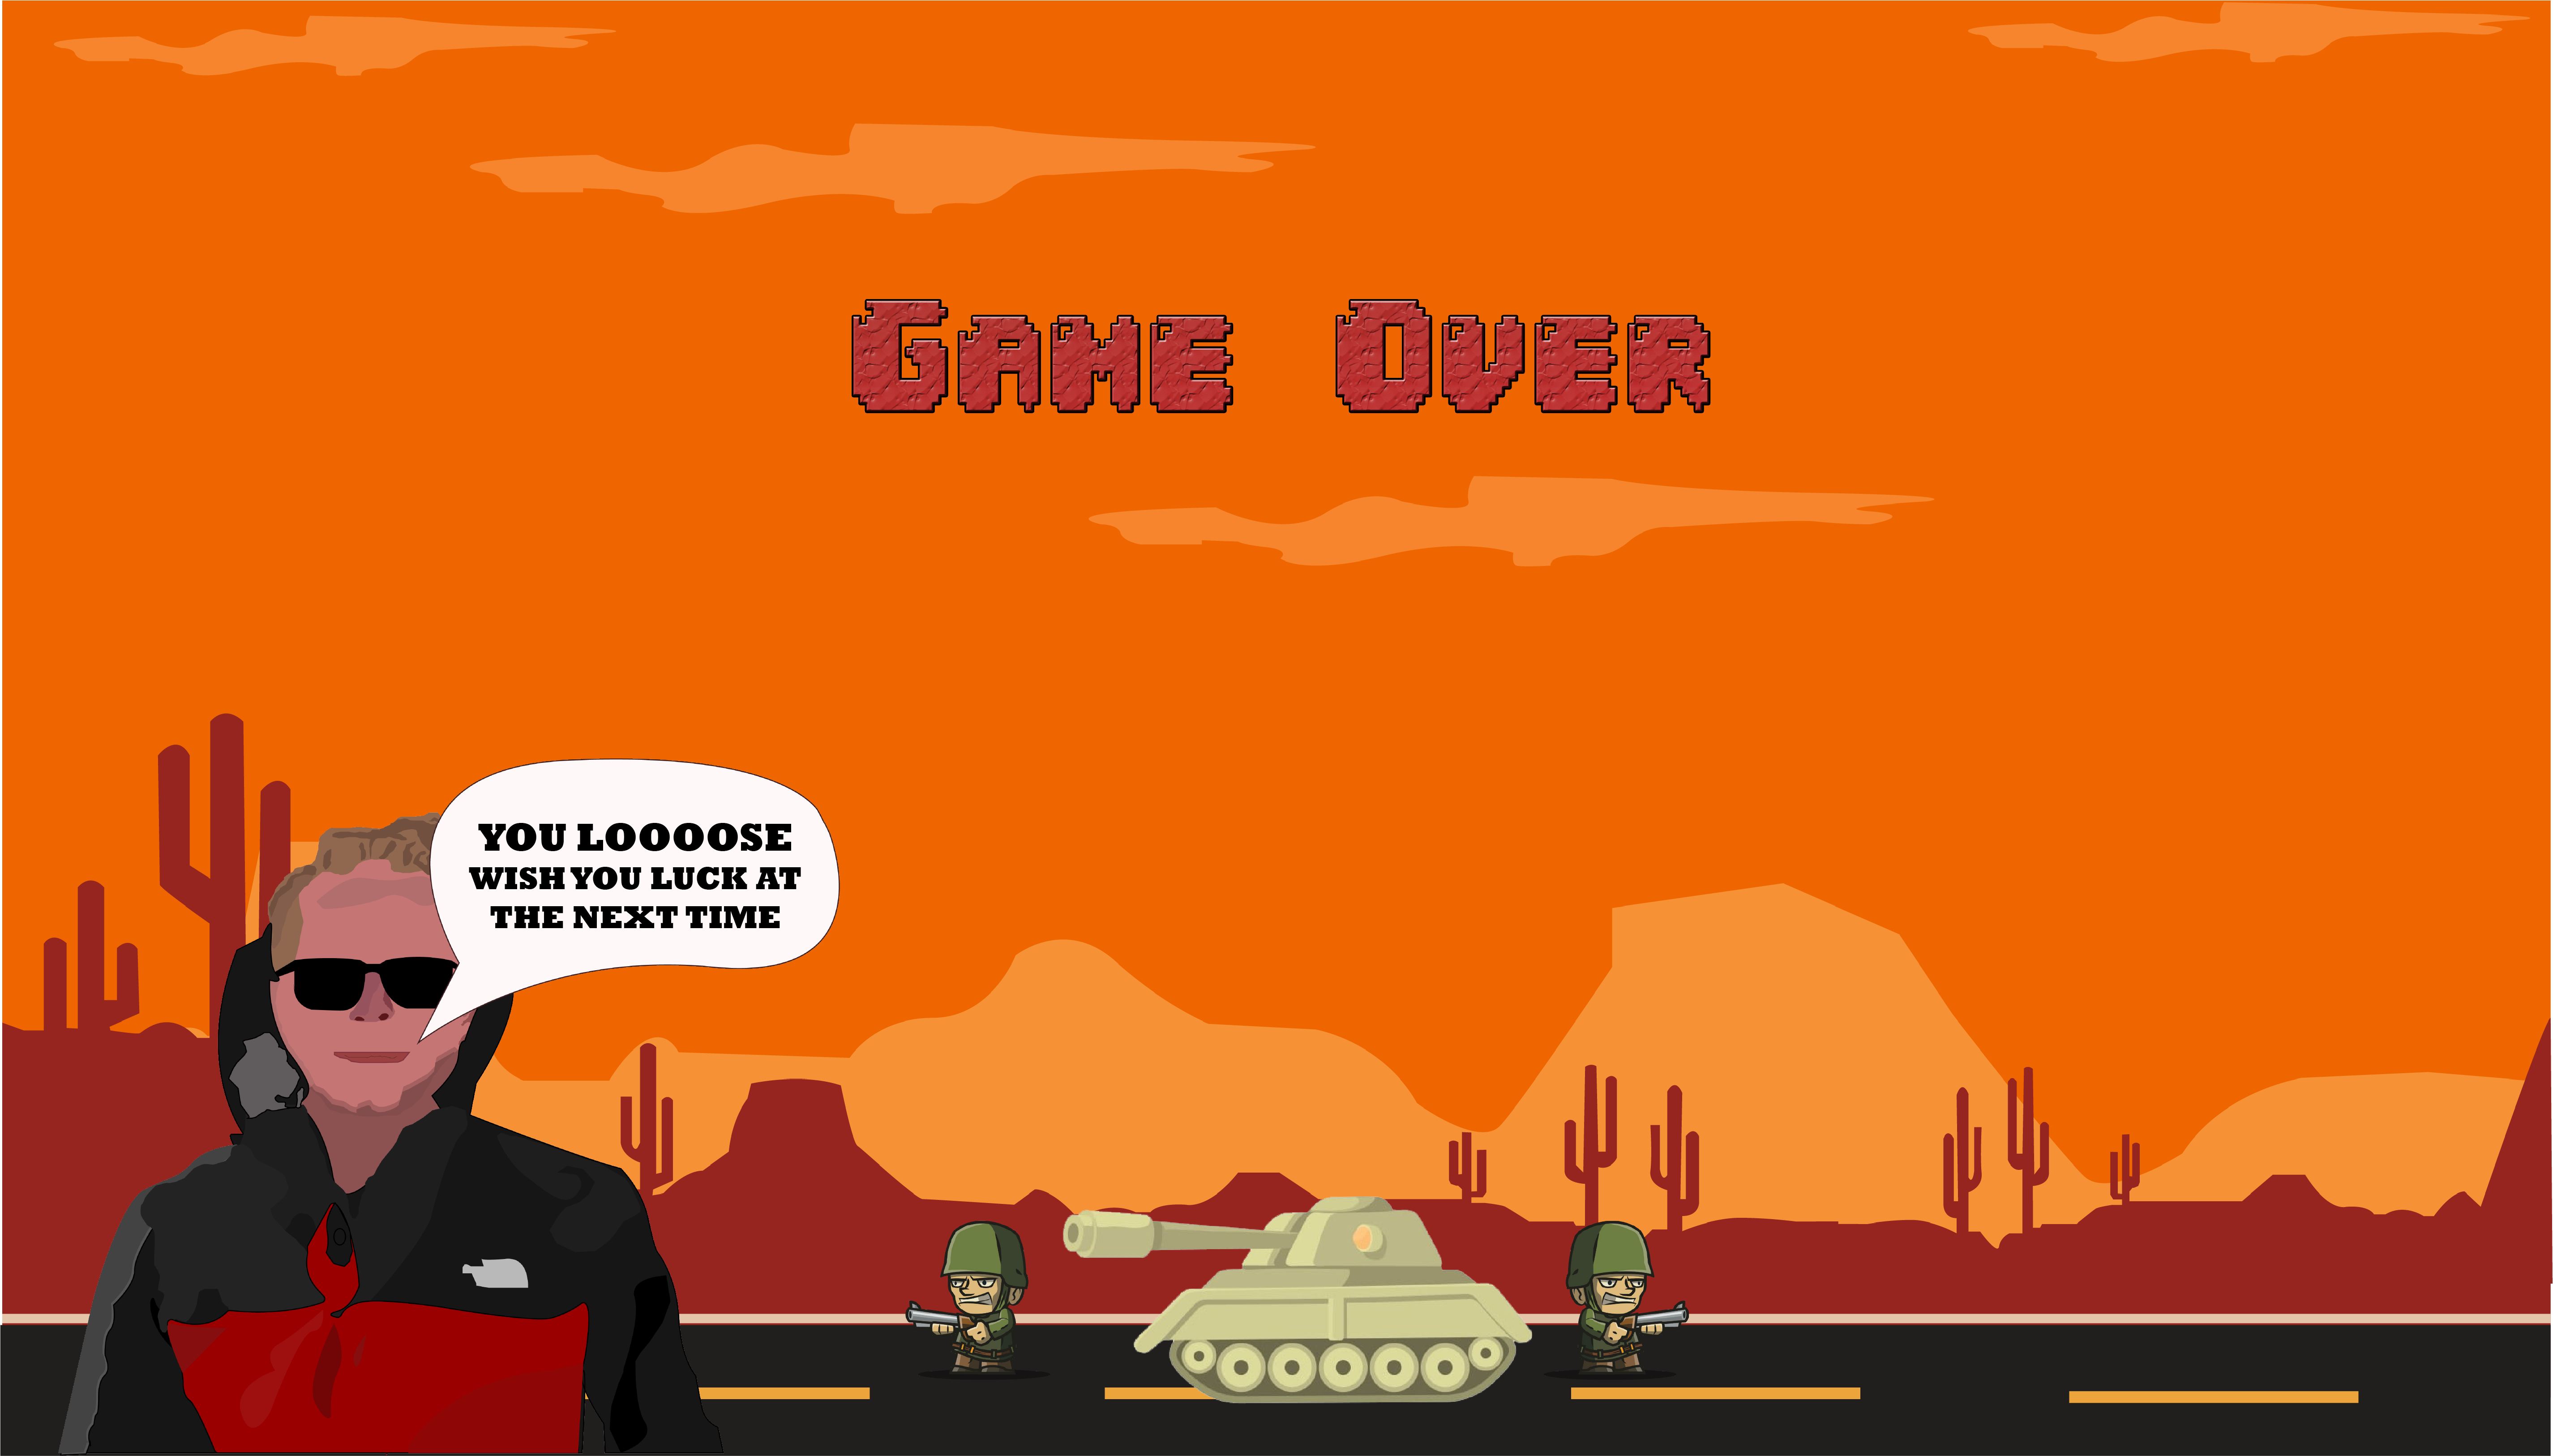 Game Over
YOU LOOOOSE
WISH YOU LUCK AT
THE NEXT TIME